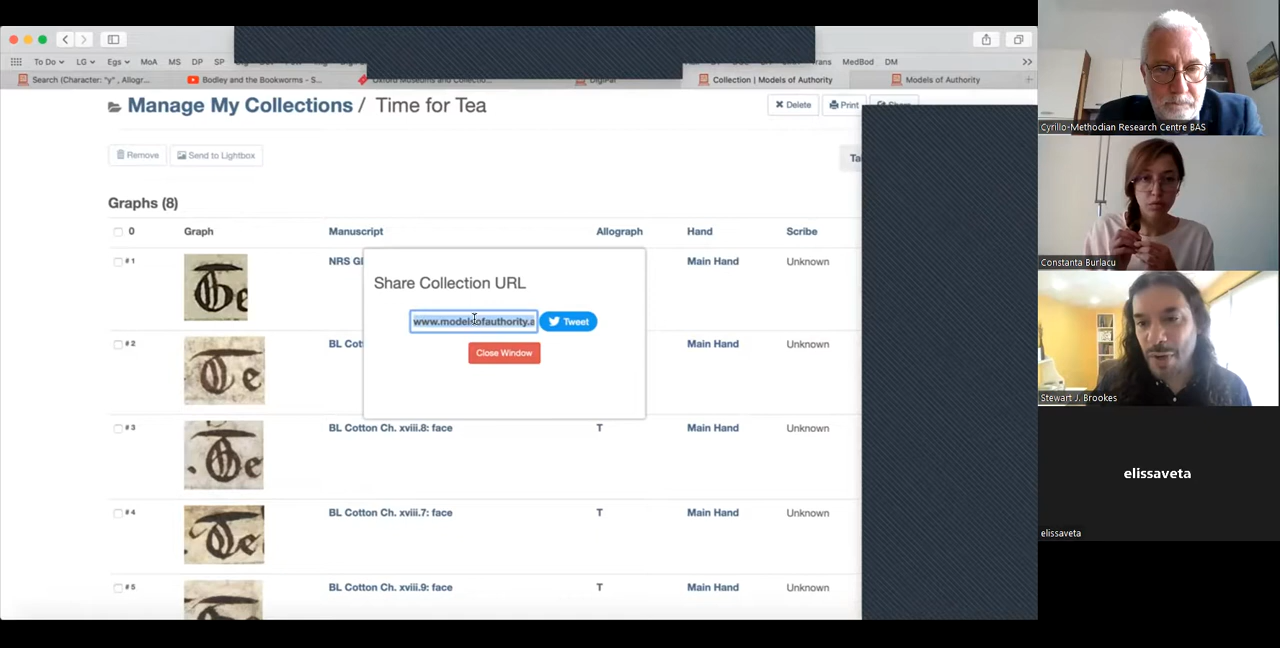 To Do LG Egs MoA MS DP SP MedBod DM
Search (Character: "y" , Allogr...
Bodley and the Bookworms - S...
Collection | Models of Authority
Models of Authority
Manage My Collections / Time for Tea
Delete
Print
Share
Remove
Send to Lightbox
Graphs (8)
0 Graph Manuscript Allograph Hand Scribe
#1 NRS Main Hand Unknown
Share Collection URL
www.modelsofauthority.a
Tweet
Close Window
#2 BL Cot Main Hand Unknown
#3 BL Cotton Ch. xviii.8: face T Main Hand Unknown
#4 BL Cotton Ch. xviii.7: face T Main Hand Unknown
#5 BL Cotton Ch. xviii.9: face T Main Hand Unknown
Cyrillo-Methodian Research Centre BAS
Constanta Burlacu
Stewart J. Brookes
elissaveta
elissaveta